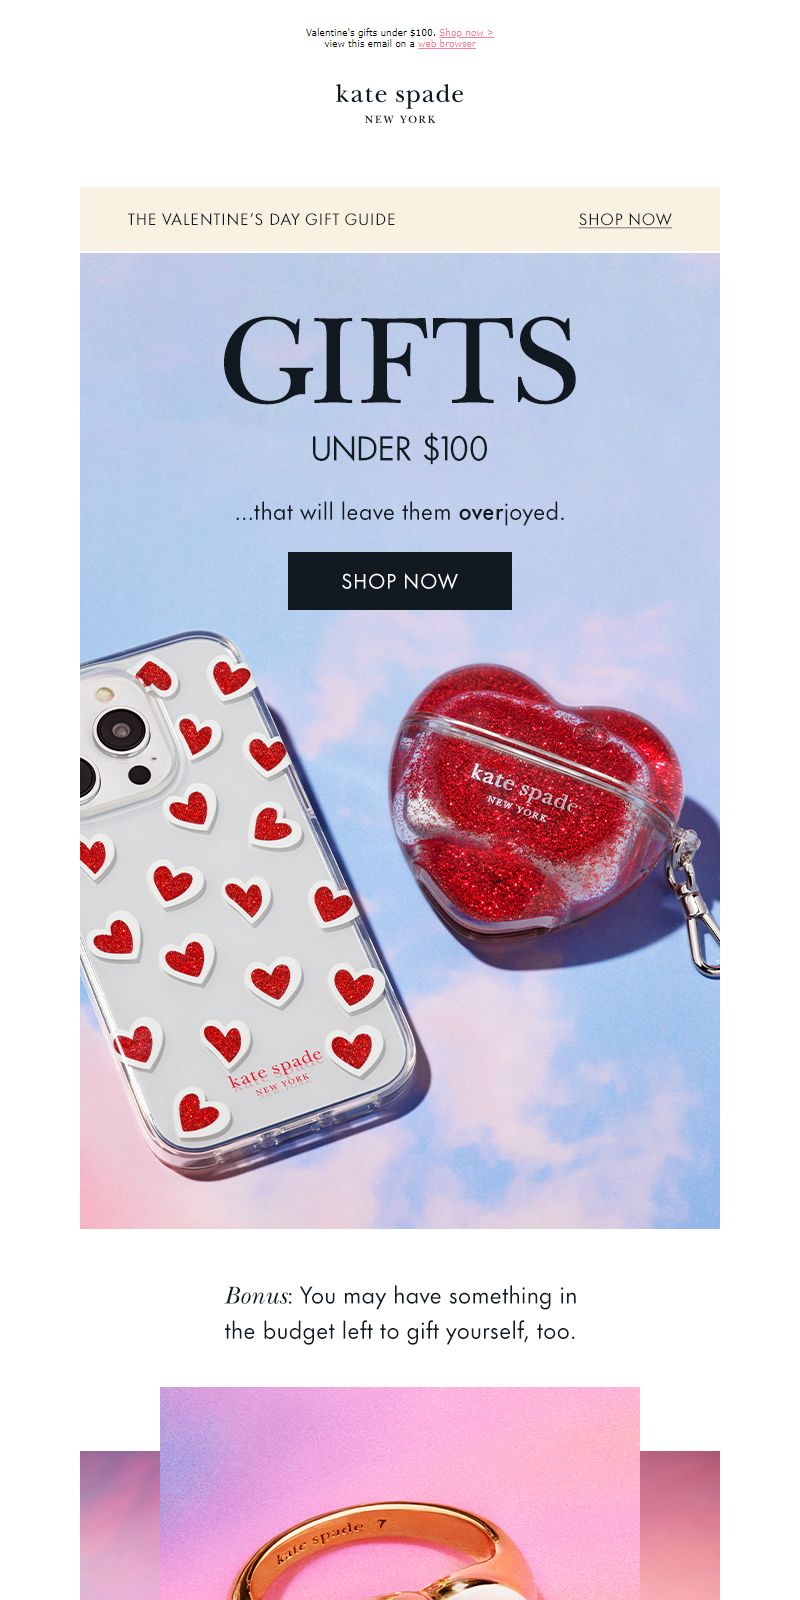 Valentine's gifts under $100. Shop now >
view this email on a web browser
kate spade
NEW YORK
THE VALENTINE'S DAY GIFT GUIDE
SHOP NOW
GIFTS
UNDER $100
...that will leave them overjoyed.
SHOP NOW
kate spade
NEW YORK
kate spade
NEW YORK
Bonus: You may have something in
the budget left to gift yourself, too.
kate spade 7